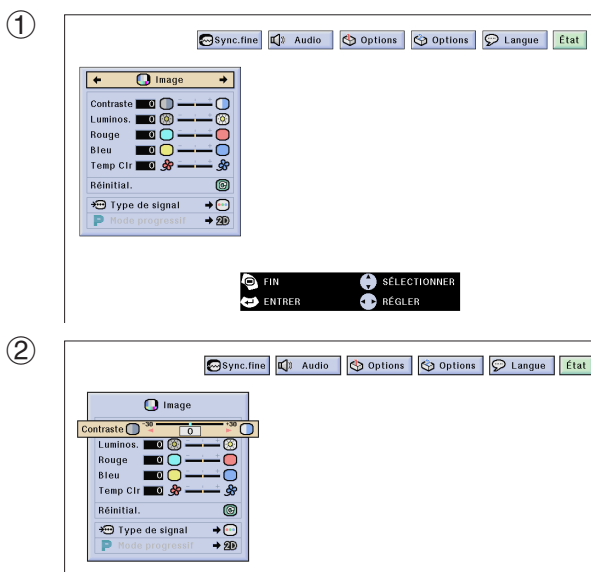 ①
Sync.fine Audio Options Options Langue État
Image
Contraste 0
Luminos. 0
Rouge 0
Bleu 0
Temp Clr 0
Réinitial.
Type de signal
P Mode progressif 2D
FIN SÉLECTIONNER
ENTRER RÉGLER
②
Sync.fine Audio Options Options Langue État
Image
Contraste -30 0 +30
Luminos. 0
Rouge 0
Bleu 0
Temp Clr 0
Réinitial.
Type de signal
P Mode progressif 2D